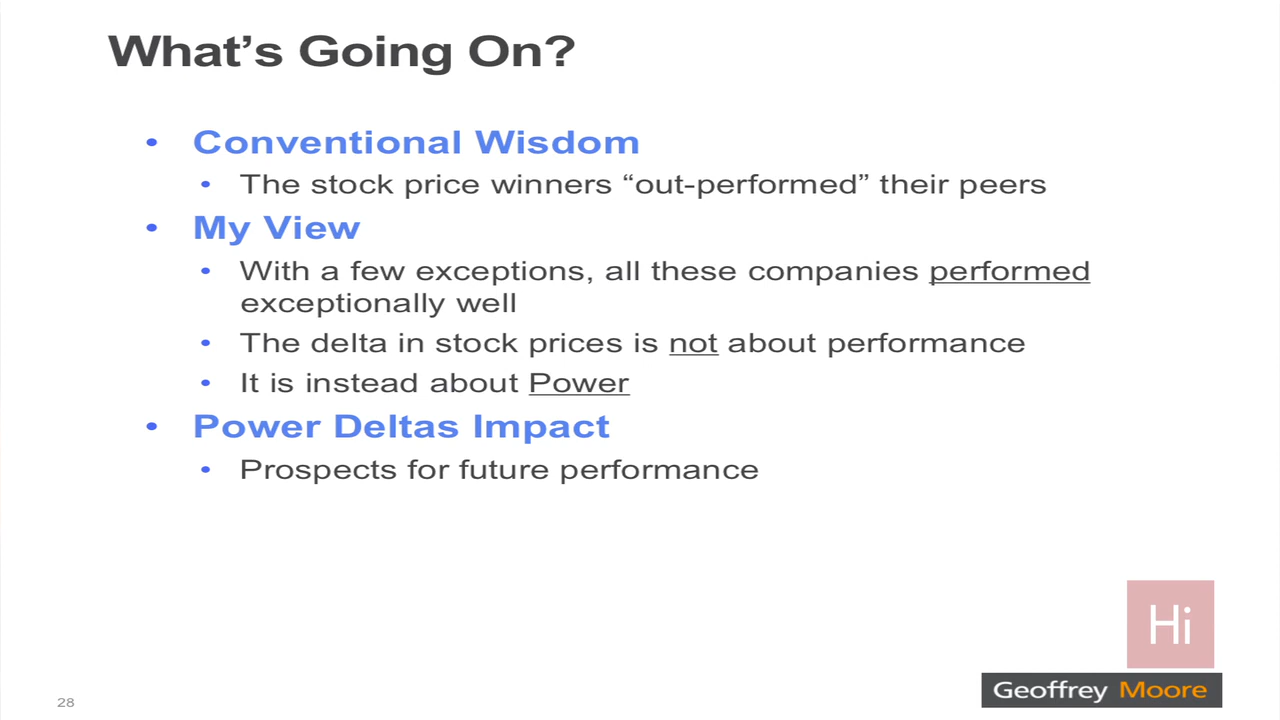 What’s Going On?
• Conventional Wisdom
• The stock price winners “out-performed” their peers
• My View
• With a few exceptions, all these companies performed
exceptionally well
• The delta in stock prices is not about performance
• It is instead about Power
• Power Deltas Impact
• Prospects for future performance
Hi
Geoffrey Moore
28